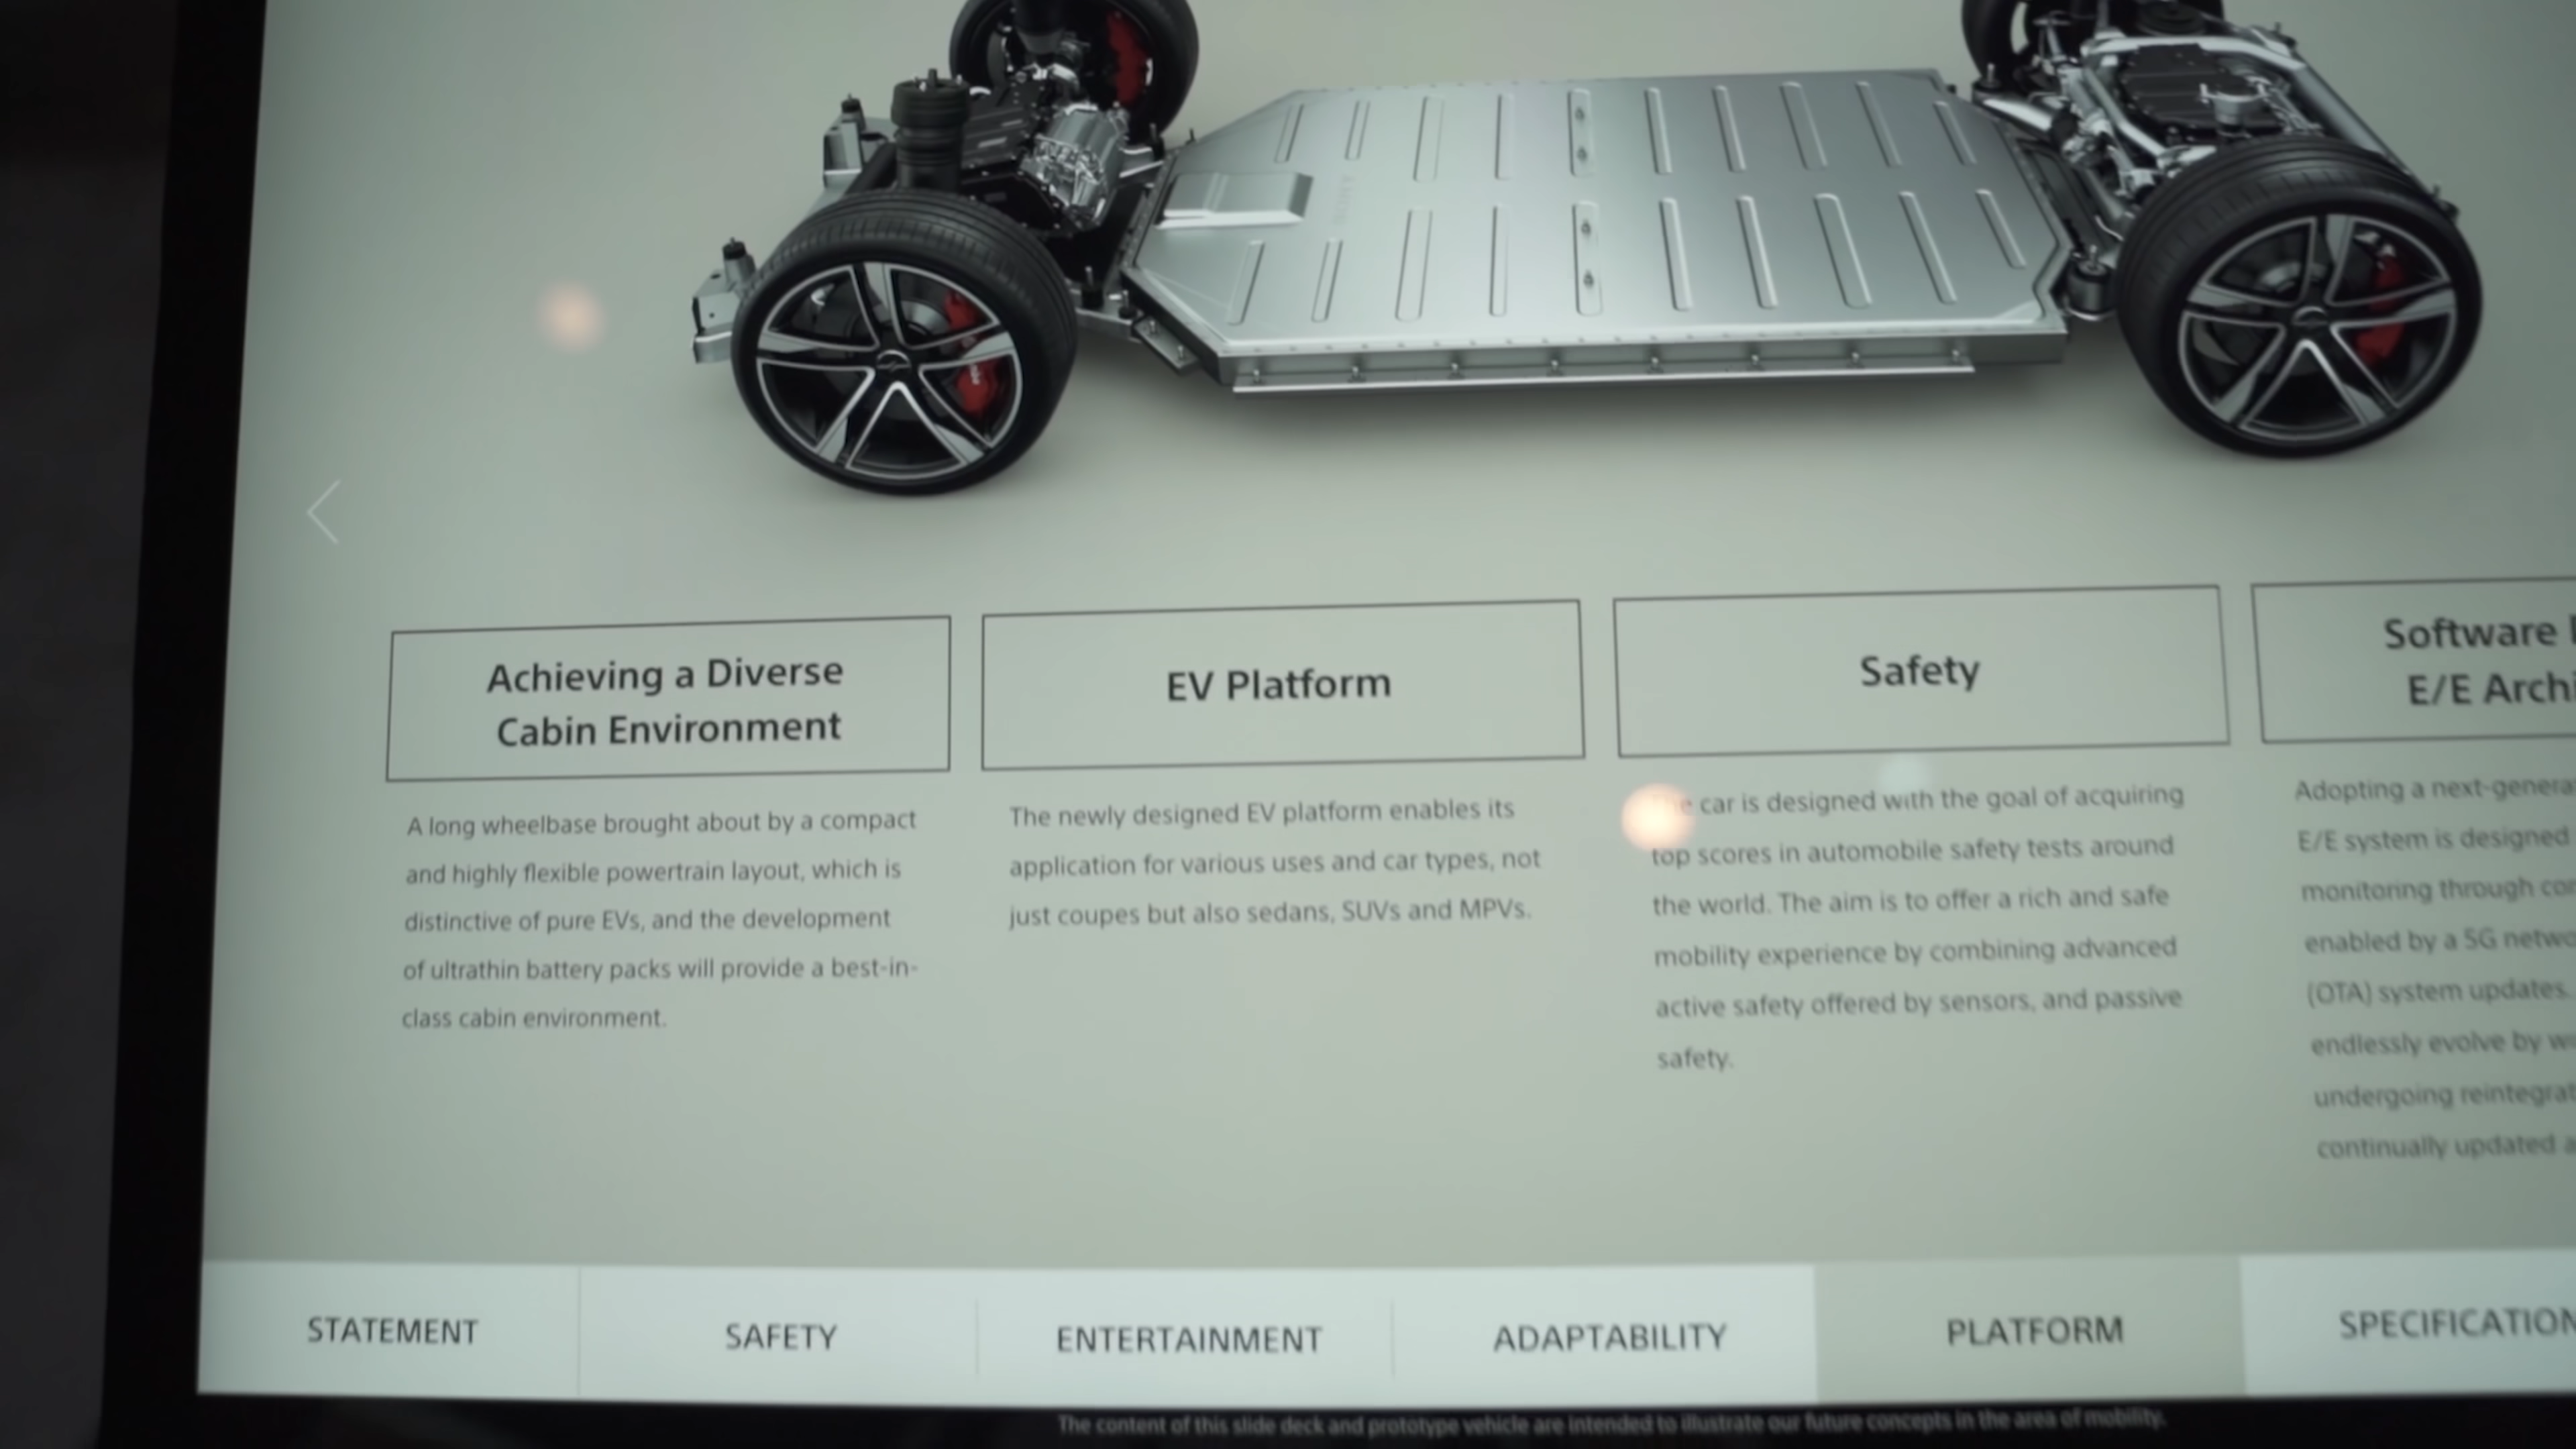 Achieving a Diverse
Cabin Environment
A long wheelbase brought about by a compact
and highly flexible powertrain layout, which is
distinctive of pure EVs, and the development
of ultrathin battery packs will provide a best-in-
class cabin environment.
EV Platform
The newly designed EV platform enables its
application for various uses and car types, not
just coupes but also sedans, SUVs and MPVs.
Safety
car is designed with the goal of acquiring
top scores in automobile safety tests around
the world. The aim is to offer a rich and safe
mobility experience by combining advanced
active safety offered by sensors, and passive
safety.
Software
E/E Archi
Adopting a next-genera
E/E system is designed
monitoring through con
enabled by a 5G netwo
(OTA) system updates.
endlessly evolve by
undergoing reintegrat
continually updated
STATEMENT
SAFETY
ENTERTAINMENT
ADAPTABILITY
PLATFORM
SPECIFICATION
The content of this slide deck and prototype vehicle are intended to illustrate our future concepts in the area of mobility.